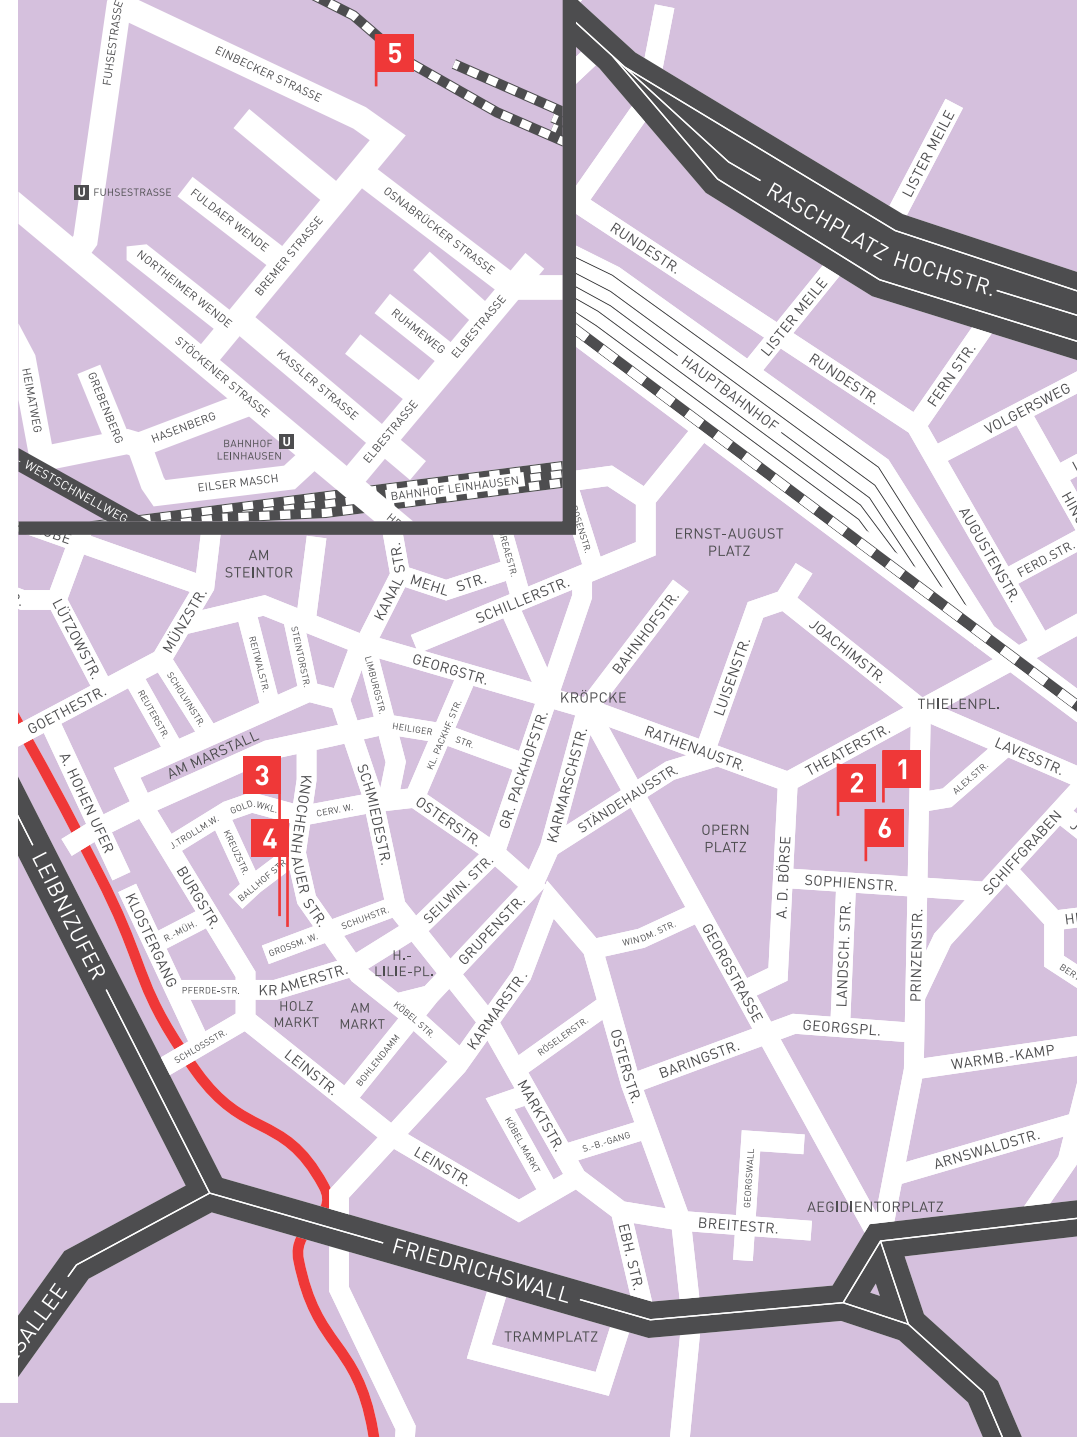 FUHSESTRASSE
EINBECKER STRASSE
5
U FUHSESTRASSE
FULDAER WENDE
BREMER STRASSE
OSNABRÜCKER STRASSE
NORTHEIMER WENDE
STÖCKENER STRASSE
KASSLER STRASSE
RUHMEWEG
ELBESTRASSE
ELBESTRASSE
HEIMATWEG
GREBENBERG
HASENBERG
BAHNHOF
LEINHAUSEN
U
EILSER MASCH
WESTSCHNELLWEG
BAHNHOF LEINHAUSEN
LISTER MEILE
RASCHPLATZ HOCHSTR.
RUNDESTR.
LISTER MEILE
RUNDESTR.
FERN STR.
VOLGERSWEG
HAUPTBAHNHOF
AUGUSTENSTR.
FERD.STR.
ERNST-AUGUST
PLATZ
AM
STEINTOR
KANAL STR.
MEHL STR.
SCHILLERSTR.
LÜTZOWSTR.
MÜNZSTR.
REITWALSTR.
STEINTORSTR.
LIMBURGSTR.
GEORGSTR.
BAHNHOFSTR.
LUISENSTR.
JOACHIMSTR.
KRÖPCKE
THIELENPL.
GOETHESTR.
REUTERSTR.
SCHOLVINSTR.
AM MARSTALL
HEILIGER STR.
KL. PACKHF. STR.
GR. PACKHOFSTR.
KARMARSCHSTR.
RATHENAUSTR.
THEATERSTR.
LAVESSTR.
ALEX.STR.
A. HOHEN UFER
3
GOLD.WKL.
J.TROLLM.W.
KREUZSTR.
4
BALLHOF STR.
KNOCHENHAUER STR.
CERV. W.
SCHMIEDESTR.
OSTERSTR.
STÄNDEHAUSSTR.
OPERN
PLATZ
A. D. BÖRSE
2
1
6
SOPHIENSTR.
SCHIFFGRABEN
LEIBNIZUFER
KLOSTERGANG
BURGSTR.
R.-MÜH.
GROSSM. W.
SCHUHSTR.
SEILWIN. STR.
GRUPENSTR.
WINDM. STR.
GEORGSTRASSE
LANDSCH. STR.
PRINZENSTR.
BER.
PFERDE-STR.
KRAMERSTR.
H.-
LILIE-PL.
HOLZ
MARKT
AM
MARKT
KÖBEL STR.
KARMARSTR.
SCHLOSSSTR.
LEINSTR.
BOHLENDAMM
RÖSELERSTR.
OSTERSTR.
BARINGSTR.
GEORGSPL.
WARMB.-KAMP
MARKTSTR.
KÖBEL.MARKT
S.-B.-GANG
LEINSTR.
GEORGSWALL
ARNSWALDSTR.
AEGIDIENTORPLATZ
BREITESTR.
EBH. STR.
FRIEDRICHSWALL
TRAMMPLATZ
SALLEE